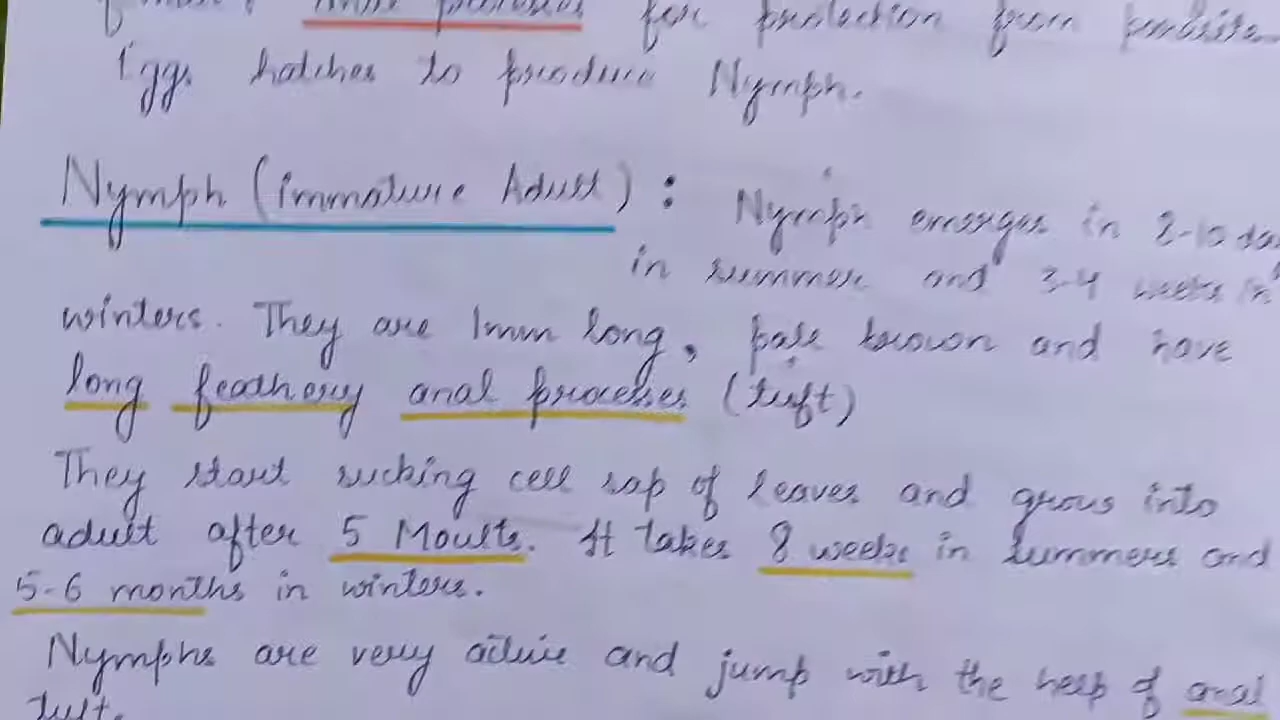 for protection from
Eggs hatches to produce Nymph.
Nymph (immature Adult) : Nymph emerges in 8-10
in summer and 3-4 weeks in
winters. They are 1mm long, pale brown and have
long feathery anal processes (tuft)
They start sucking cell sap of leaves and grows into
adult after 5 Moults. It takes 8 weeks in summers and
5-6 months in winters.
Nymphs are very active and jump with the help of anal
tuft.